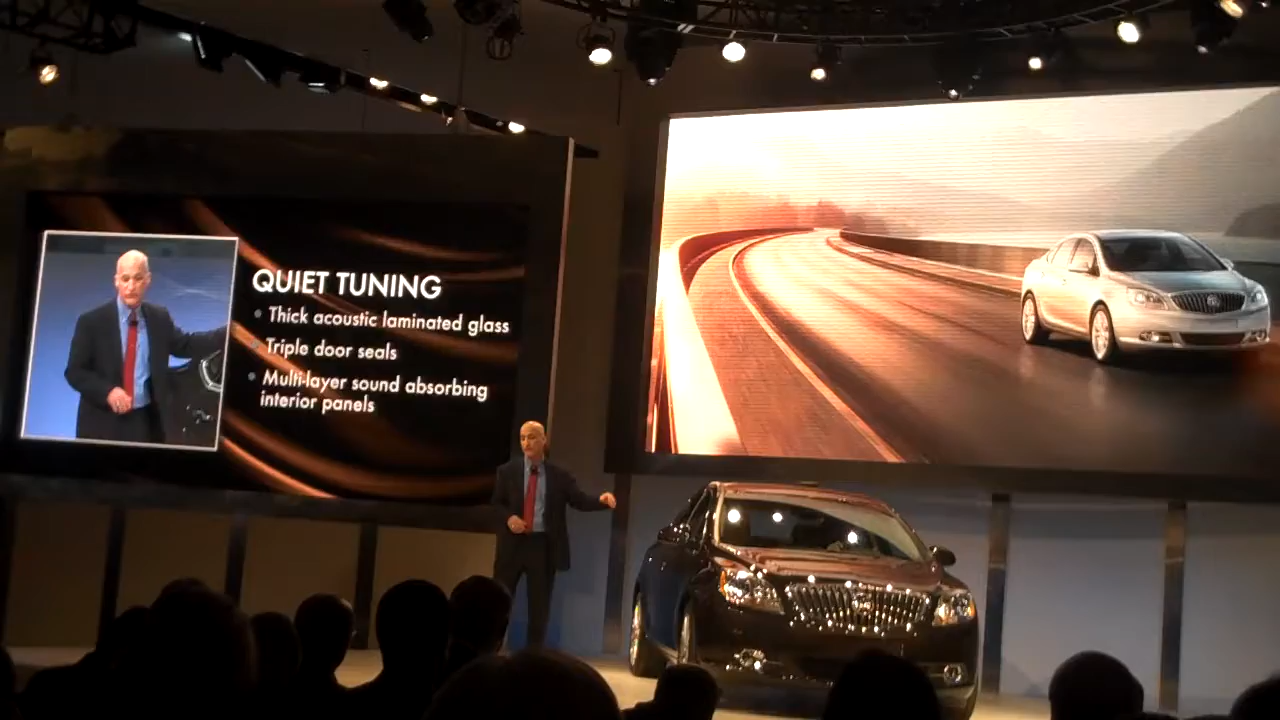 QUIET TUNING
• Thick acoustic laminated glass
• Triple door seals
• Multi-layer sound absorbing
interior panels